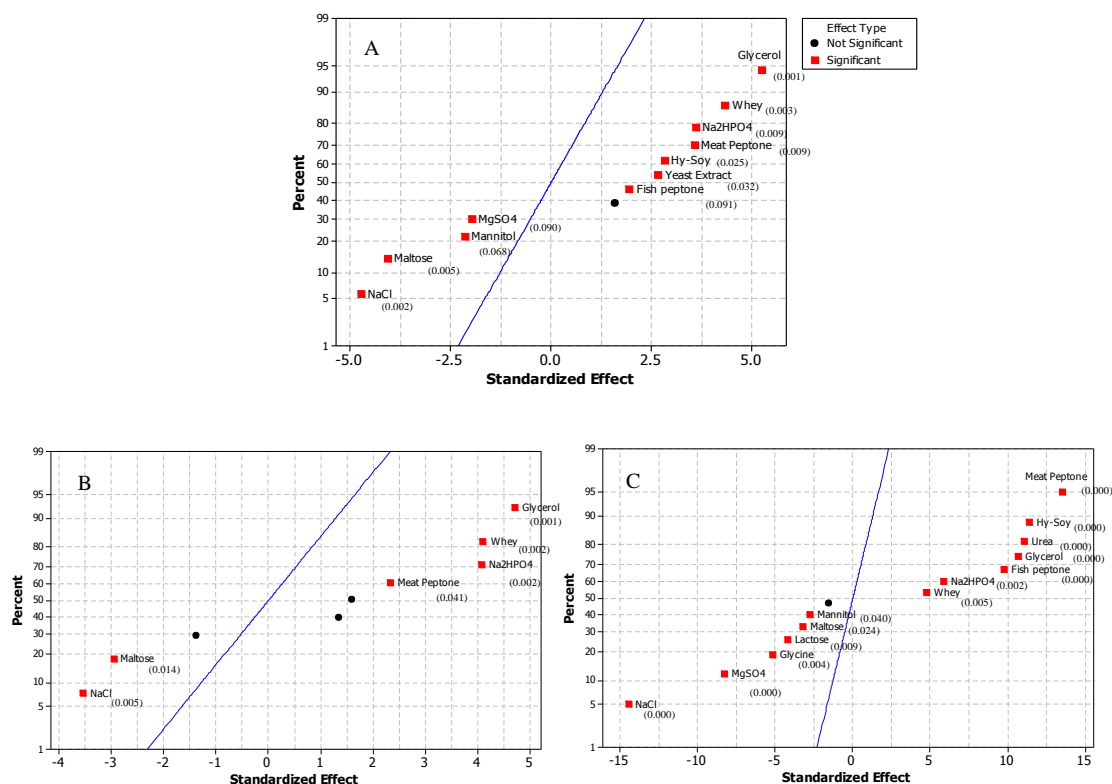 A
Effect Type
Not Significant
Significant
99
95
90
80
70
60
50
40
30
20
10
5
1
Percent
Glycerol
(0.001)
Whey (0.003)
Na2HPO4
(0.009)
Meat Peptone (0.009)
Hy-Soy (0.025)
Yeast Extract
(0.032)
Fish peptone
(0.091)
MgSO4
(0.090)
Mannitol
(0.068)
Maltose
(0.005)
NaCl
(0.002)
-5.0 -2.5 0.0 2.5 5.0
Standardized Effect
B
99
95
90
80
70
60
50
40
30
20
10
5
1
Percent
Glycerol
(0.001)
Whey
(0.002)
Na2HPO4
(0.002)
Meat Peptone
(0.041)
Maltose
(0.014)
NaCl
(0.005)
-4 -3 -2 -1 0 1 2 3 4 5
Standardized Effect
C
99
95
90
80
70
60
50
40
30
20
10
5
1
Percent
Meat Peptone
(0.000)
Hy-Soy
(0.000)
Urea
(0.000)
Glycerol
(0.000)
Fish peptone
(0.000)
Na2HPO4
(0.002)
Whey
(0.005)
Mannitol
(0.040)
Maltose
(0.024)
Lactose
(0.009)
Glycine
(0.004)
MgSO4
(0.000)
NaCl
(0.000)
-15 -10 -5 0 5 10 15
Standardized Effect